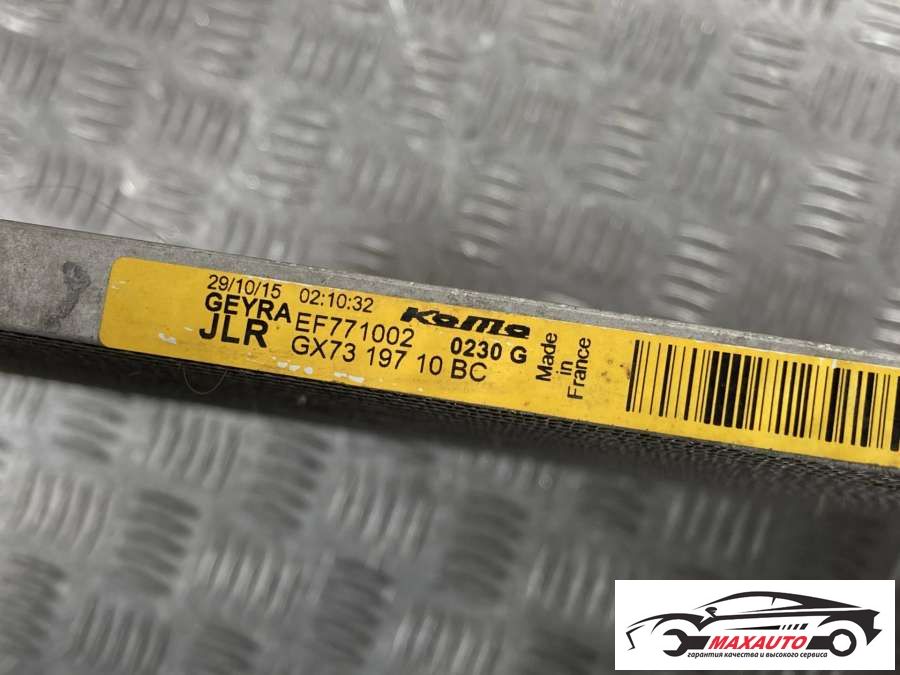 29/10/15 02:10:32
GEYRA EF771002
JLR GX73 197 10 BC
0230 G
Made
in
France
MAXAUTO
гарантия качества и высокого сервиса